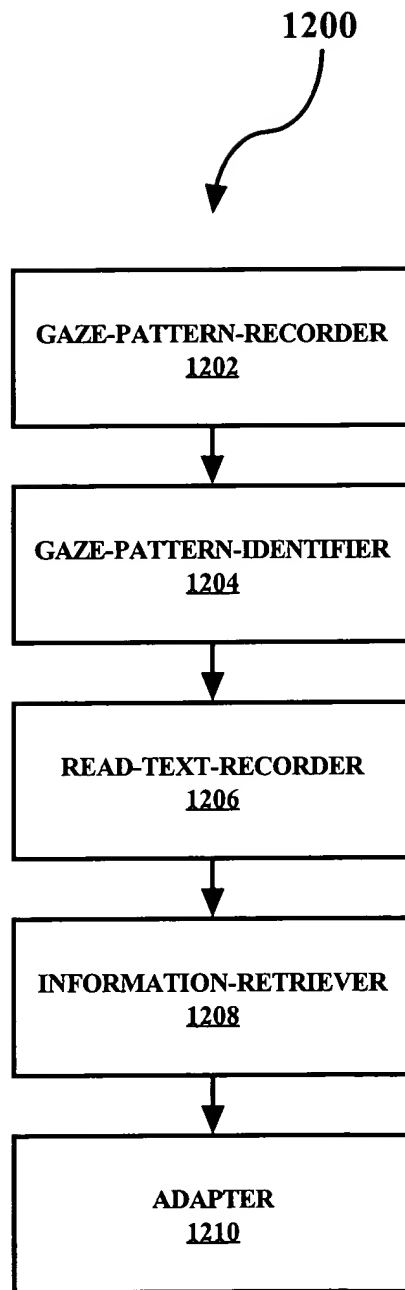 1200
GAZE-PATTERN-RECORDER
1202
GAZE-PATTERN-IDENTIFIER
1204
READ-TEXT-RECORDER
1206
INFORMATION-RETRIEVER
1208
ADAPTER
1210